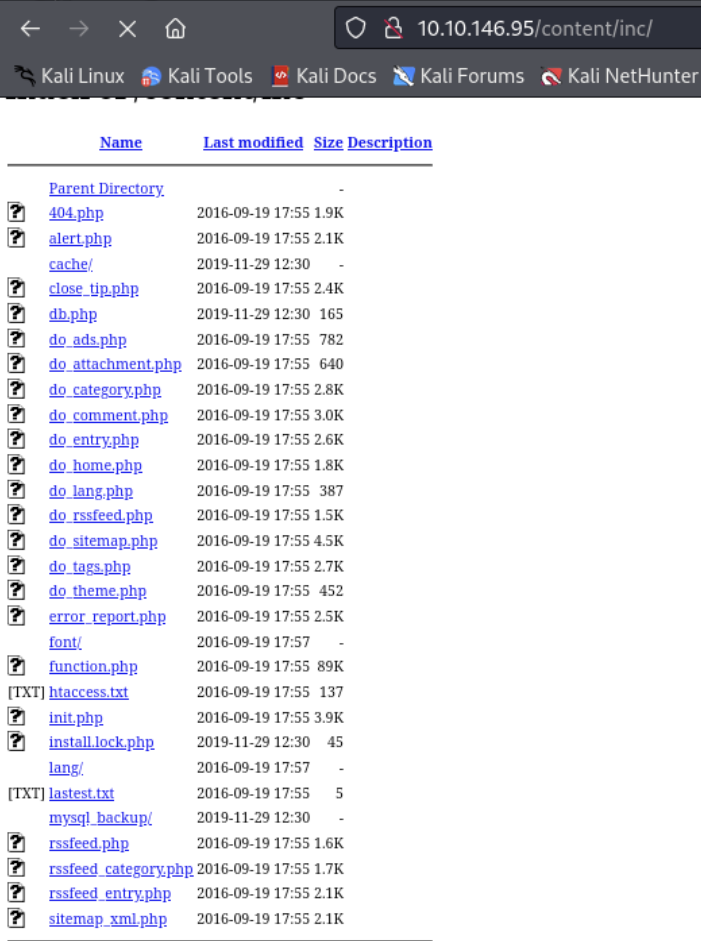 10.10.146.95/content/inc/
Kali Linux Kali Tools Kali Docs Kali Forums Kali NetHunter
Name Last modified Size Description
Parent Directory -
404.php 2016-09-19 17:55 1.9K
alert.php 2016-09-19 17:55 2.1K
cache/ 2019-11-29 12:30 -
close_tip.php 2016-09-19 17:55 2.4K
db.php 2019-11-29 12:30 165
do_ads.php 2016-09-19 17:55 782
do_attachment.php 2016-09-19 17:55 640
do_category.php 2016-09-19 17:55 2.8K
do_comment.php 2016-09-19 17:55 3.0K
do_entry.php 2016-09-19 17:55 2.6K
do_home.php 2016-09-19 17:55 1.8K
do_lang.php 2016-09-19 17:55 387
do_rssfeed.php 2016-09-19 17:55 1.5K
do_sitemap.php 2016-09-19 17:55 4.5K
do_tags.php 2016-09-19 17:55 2.7K
do_theme.php 2016-09-19 17:55 452
error_report.php 2016-09-19 17:55 2.5K
font/ 2016-09-19 17:57 -
function.php 2016-09-19 17:55 89K
[TXT] htaccess.txt 2016-09-19 17:55 137
init.php 2016-09-19 17:55 3.9K
install.lock.php 2019-11-29 12:30 45
lang/ 2016-09-19 17:57 -
[TXT] lastest.txt 2016-09-19 17:55 5
mysql_backup/ 2019-11-29 12:30 -
rssfeed.php 2016-09-19 17:55 1.6K
rssfeed_category.php 2016-09-19 17:55 1.7K
rssfeed_entry.php 2016-09-19 17:55 2.1K
sitemap_xml.php 2016-09-19 17:55 2.1K